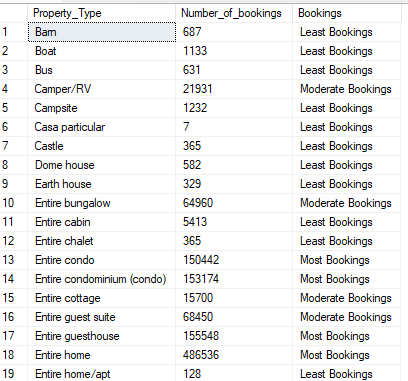 Property_Type Number_of_bookings Bookings
1 Barn 687 Least Bookings
2 Boat 1133 Least Bookings
3 Bus 631 Least Bookings
4 Camper/RV 21931 Moderate Bookings
5 Campsite 1232 Least Bookings
6 Casa particular 7 Least Bookings
7 Castle 365 Least Bookings
8 Dome house 582 Least Bookings
9 Earth house 329 Least Bookings
10 Entire bungalow 64960 Moderate Bookings
11 Entire cabin 5413 Least Bookings
12 Entire chalet 365 Least Bookings
13 Entire condo 150442 Most Bookings
14 Entire condominium (condo) 153174 Most Bookings
15 Entire cottage 15700 Moderate Bookings
16 Entire guest suite 68450 Moderate Bookings
17 Entire guesthouse 155548 Most Bookings
18 Entire home 486536 Most Bookings
19 Entire home/apt 128 Least Bookings